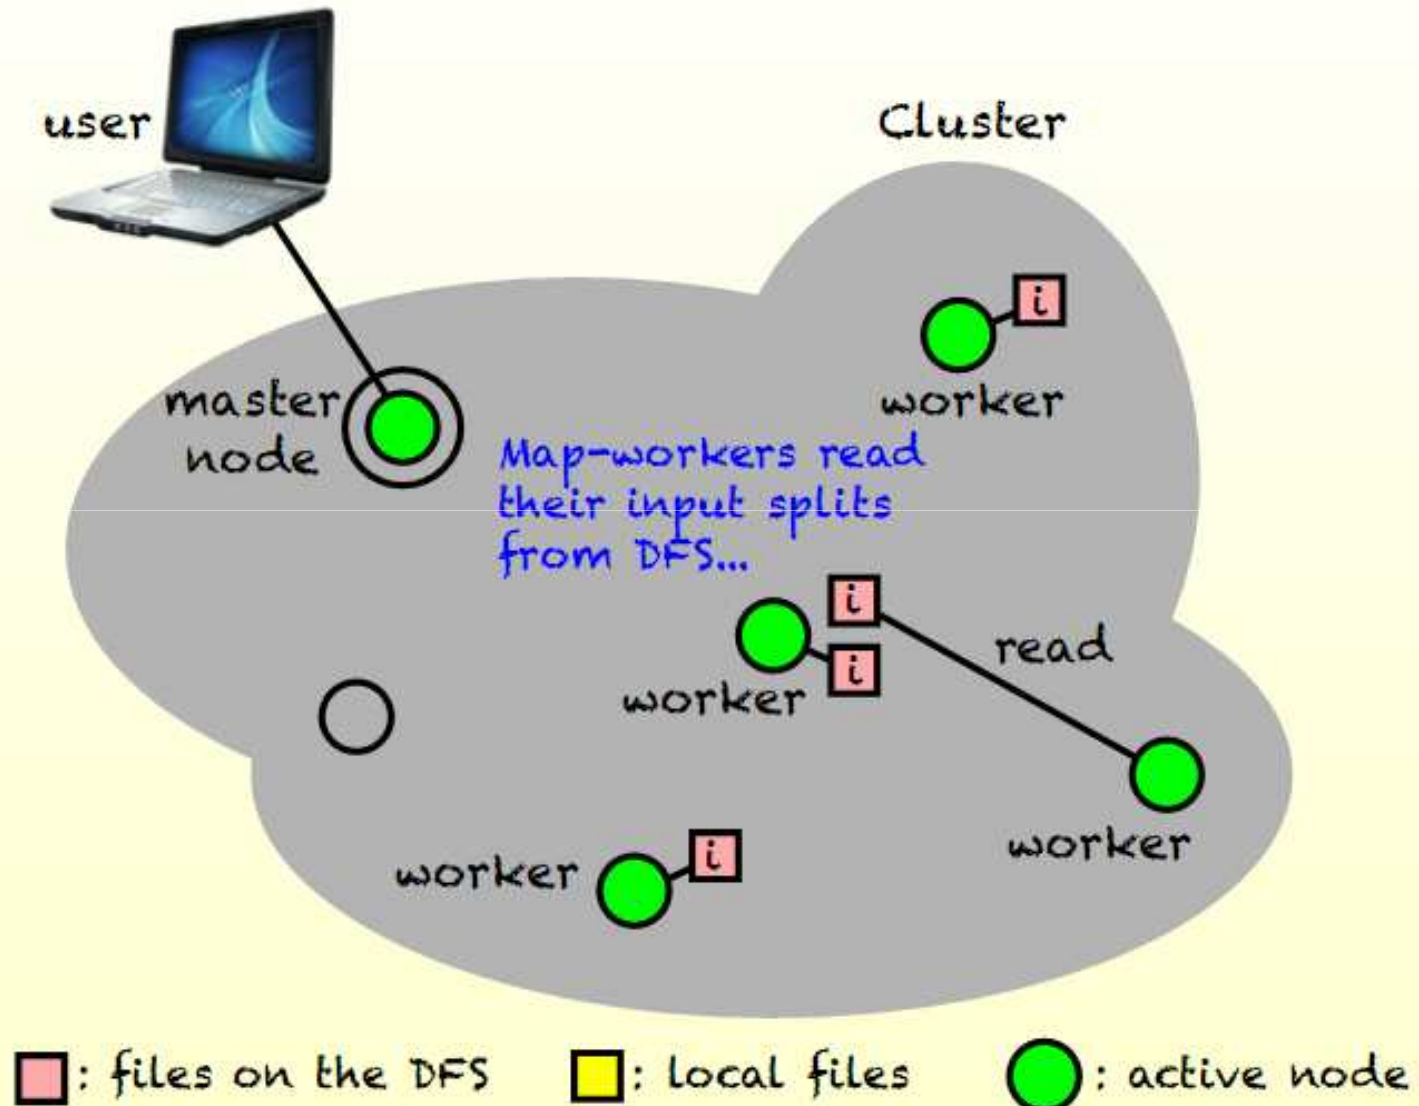 user
Cluster
i
worker
master
node
Map-workers read
their input splits
from DFS...
i
i
worker
read
worker
i
worker
: files on the DFS
: local files
: active node